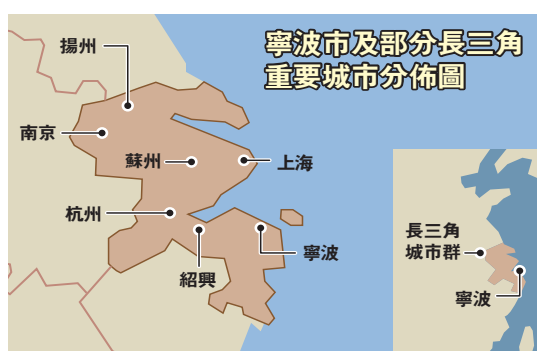 寧波市及部分長三角
重要城市分佈圖
揚州
南京
蘇州
上海
杭州
寧波
紹興
長三角
城市群
寧波